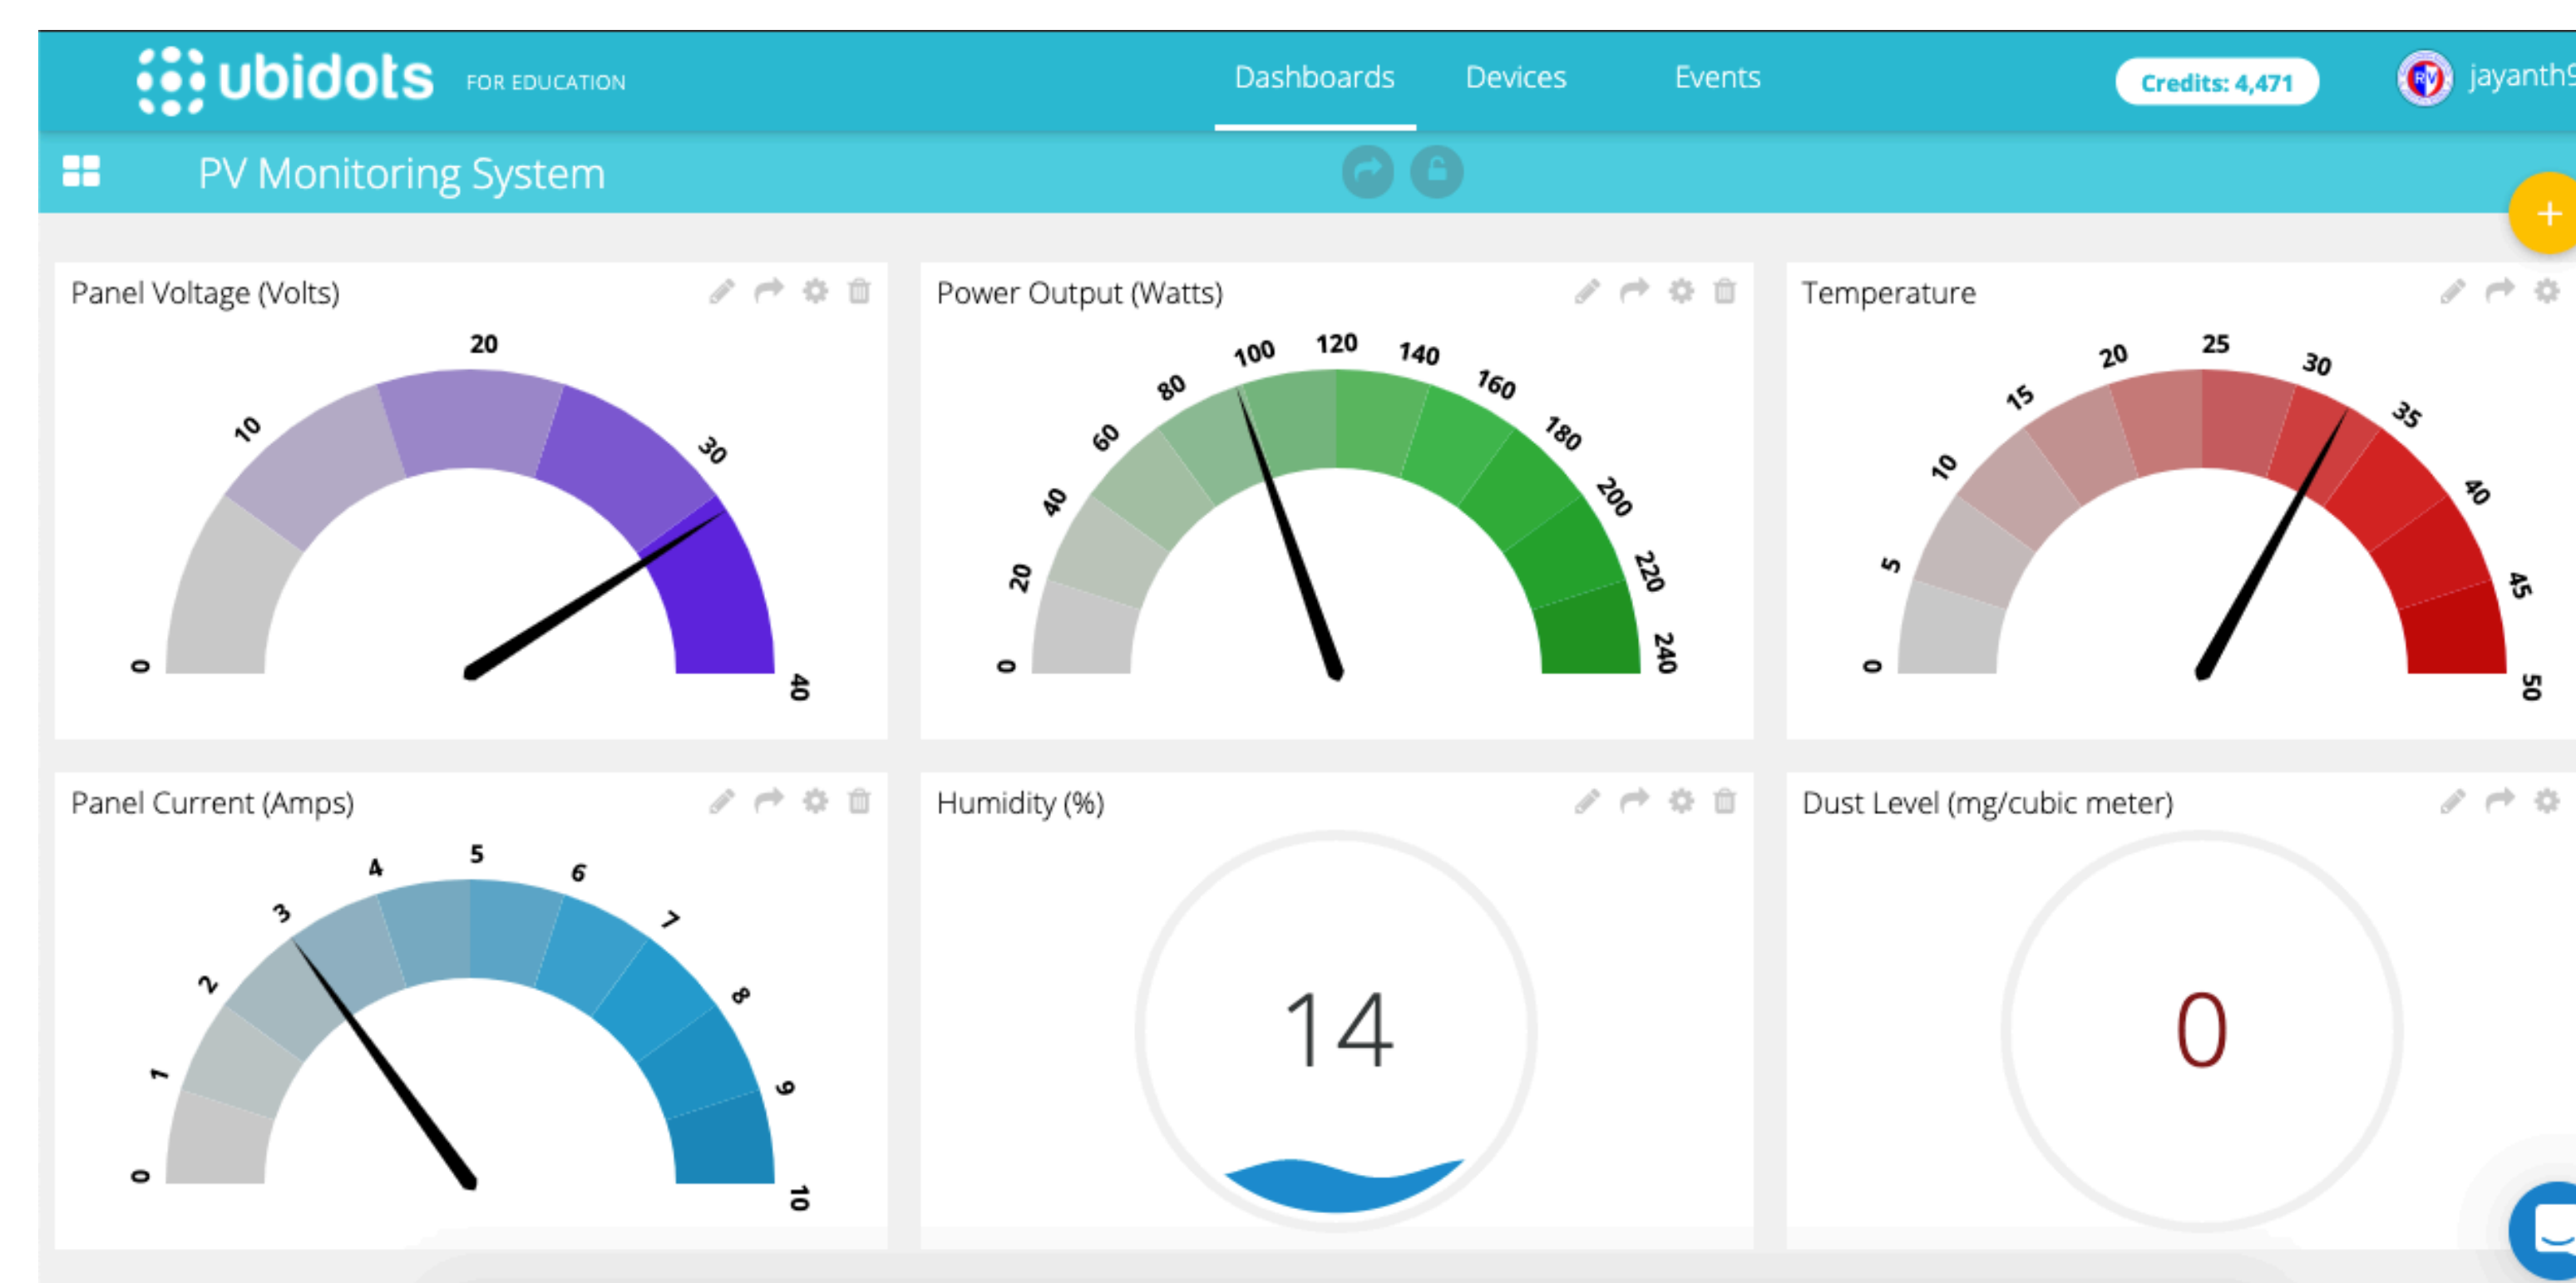 ubidots FOR EDUCATION Dashboards Devices Events Credits: 4,471 jayanth9
PV Monitoring System
+
Panel Voltage (Volts)
0 10 20 30 40
Power Output (Watts)
0 20 40 60 80 100 120 140 160 180 200 220 240
Temperature
0 5 10 15 20 25 30 35 40 45 50
Panel Current (Amps)
0 1 2 3 4 5 6 7 8 9 10
Humidity (%)
14
Dust Level (mg/cubic meter)
0